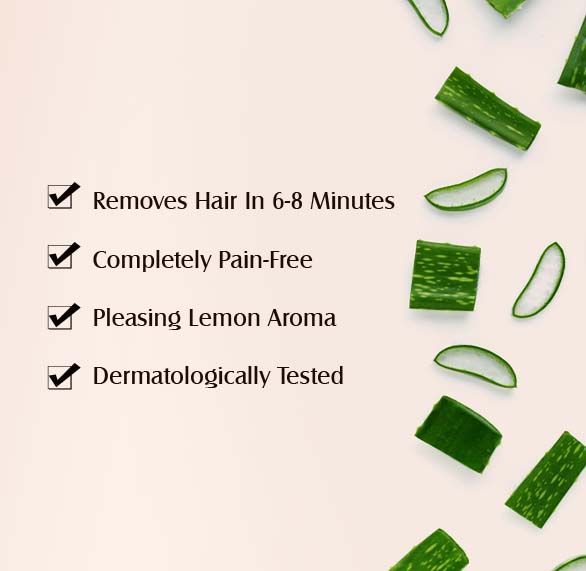 Removes Hair In 6-8 Minutes
Completely Pain-Free
Pleasing Lemon Aroma
Dermatologically Tested